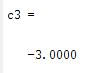 c3 =
-3.0000